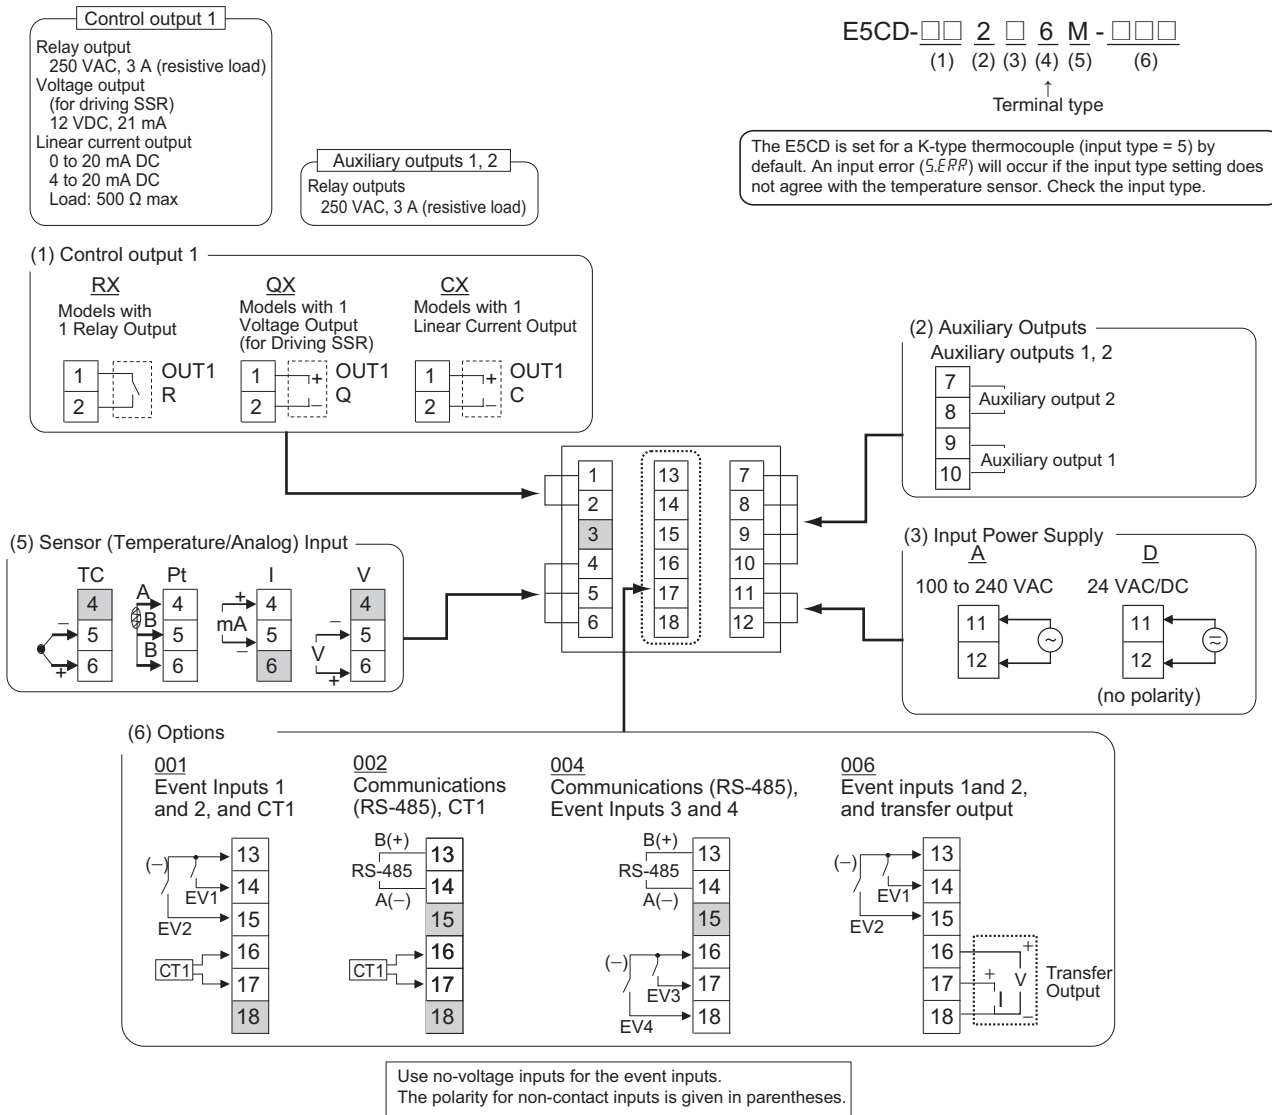 Control output 1
Relay output
250 VAC, 3 A (resistive load)
Voltage output
(for driving SSR)
12 VDC, 21 mA
Linear current output
0 to 20 mA DC
4 to 20 mA DC
Load: 500 Ω max
Auxiliary outputs 1, 2
Relay outputs
250 VAC, 3 A (resistive load)
E5CD-□□ 2 □ 6 M - □□□
(1) (2) (3) (4) (5) (6)
↑
Terminal type
The E5CD is set for a K-type thermocouple (input type = 5) by
default. An input error (S.ERR) will occur if the input type setting does
not agree with the temperature sensor. Check the input type.
(1) Control output 1
RX
Models with
1 Relay Output
1
2
OUT1
R
QX
Models with 1
Voltage Output
(for Driving SSR)
1
2
+
−
OUT1
Q
CX
Models with 1
Linear Current Output
1
2
+
−
OUT1
C
(2) Auxiliary Outputs
Auxiliary outputs 1, 2
7
8
Auxiliary output 2
9
10
Auxiliary output 1
1 13 7
2 14 8
3 15 9
4 16 10
5 17 11
6 18 12
(5) Sensor (Temperature/Analog) Input
TC
4
5
6
−
+
Pt
A
B
B
4
5
6
I
+
mA
−
4
5
6
V
−
V
+
4
5
6
(3) Input Power Supply
A
100 to 240 VAC
11
12
D
24 VAC/DC
11
12
(no polarity)
(6) Options
001
Event Inputs 1
and 2, and CT1
(−)
EV1
EV2
CT1
13
14
15
16
17
18
002
Communications
(RS-485), CT1
B(+)
RS-485
A(−)
CT1
13
14
15
16
17
18
004
Communications (RS-485),
Event Inputs 3 and 4
B(+)
RS-485
A(−)
(−)
EV3
EV4
13
14
15
16
17
18
006
Event inputs 1and 2,
and transfer output
(−)
EV1
EV2
13
14
15
16
17
18
+
+
V
I
−
Transfer
Output
Use no-voltage inputs for the event inputs.
The polarity for non-contact inputs is given in parentheses.